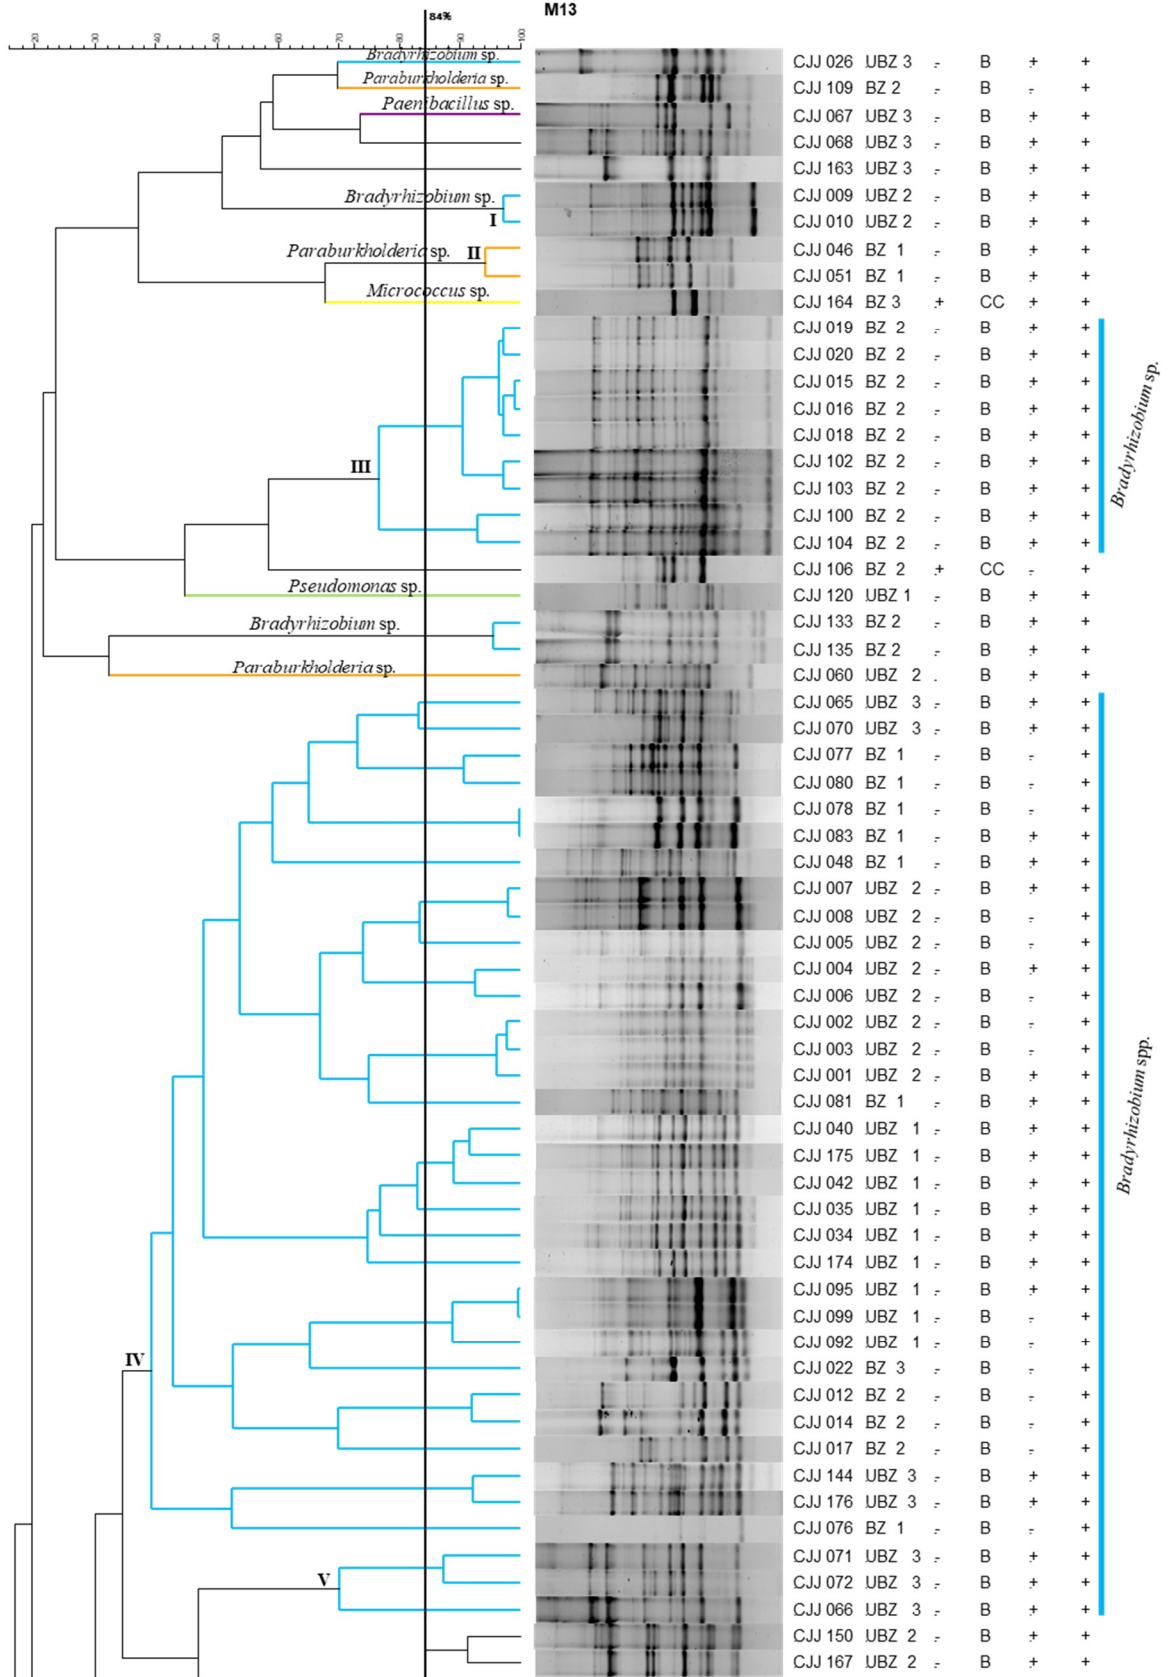 M13
84%
20 30 40 50 60 70 80 90 100
Bradyrhizobium sp.
CJJ 026 UBZ 3 - B + +
Paraburkholderia sp.
CJJ 109 BZ 2 - B - +
Paenibacillus sp.
CJJ 067 UBZ 3 - B + +
CJJ 068 UBZ 3 - B + +
CJJ 163 UBZ 3 - B + +
Bradyrhizobium sp.
I
CJJ 009 UBZ 2 - B + +
CJJ 010 UBZ 2 - B + +
Paraburkholderia sp. II
CJJ 046 BZ 1 - B + +
CJJ 051 BZ 1 - B + +
Micrococcus sp.
CJJ 164 BZ 3 + CC + +
CJJ 019 BZ 2 - B + +
CJJ 020 BZ 2 - B + +
CJJ 015 BZ 2 - B + +
CJJ 016 BZ 2 - B + +
CJJ 018 BZ 2 - B + +
III
CJJ 102 BZ 2 - B + +
CJJ 103 BZ 2 - B + +
CJJ 100 BZ 2 - B + +
CJJ 104 BZ 2 - B + +
Bradyrhizobium sp.
CJJ 106 BZ 2 + CC - +
Pseudomonas sp.
CJJ 120 UBZ 1 - B + +
Bradyrhizobium sp.
CJJ 133 BZ 2 - B + +
CJJ 135 BZ 2 - B + +
Paraburkholderia sp.
CJJ 060 UBZ 2 . B + +
CJJ 065 UBZ 3 - B + +
CJJ 070 UBZ 3 - B + +
CJJ 077 BZ 1 - B - +
CJJ 080 BZ 1 - B - +
CJJ 078 BZ 1 - B - +
CJJ 083 BZ 1 - B + +
CJJ 048 BZ 1 - B + +
CJJ 007 UBZ 2 - B + +
CJJ 008 UBZ 2 - B - +
CJJ 005 UBZ 2 - B - +
CJJ 004 UBZ 2 - B + +
CJJ 006 UBZ 2 - B - +
CJJ 002 UBZ 2 - B - +
CJJ 003 UBZ 2 - B - +
CJJ 001 UBZ 2 - B + +
CJJ 081 BZ 1 - B + +
Bradyrhizobium spp.
CJJ 040 UBZ 1 - B + +
CJJ 175 UBZ 1 - B + +
CJJ 042 UBZ 1 - B + +
CJJ 035 UBZ 1 - B + +
CJJ 034 UBZ 1 - B + +
CJJ 174 UBZ 1 - B + +
CJJ 095 UBZ 1 - B + +
CJJ 099 UBZ 1 - B - +
CJJ 092 UBZ 1 - B - +
IV
CJJ 022 BZ 3 - B - +
CJJ 012 BZ 2 - B - +
CJJ 014 BZ 2 - B - +
CJJ 017 BZ 2 - B - +
CJJ 144 UBZ 3 - B + +
CJJ 176 UBZ 3 - B + +
CJJ 076 BZ 1 - B - +
CJJ 071 UBZ 3 - B + +
V
CJJ 072 UBZ 3 - B + +
CJJ 066 UBZ 3 - B + +
CJJ 150 UBZ 2 - B + +
CJJ 167 UBZ 2 - B + +